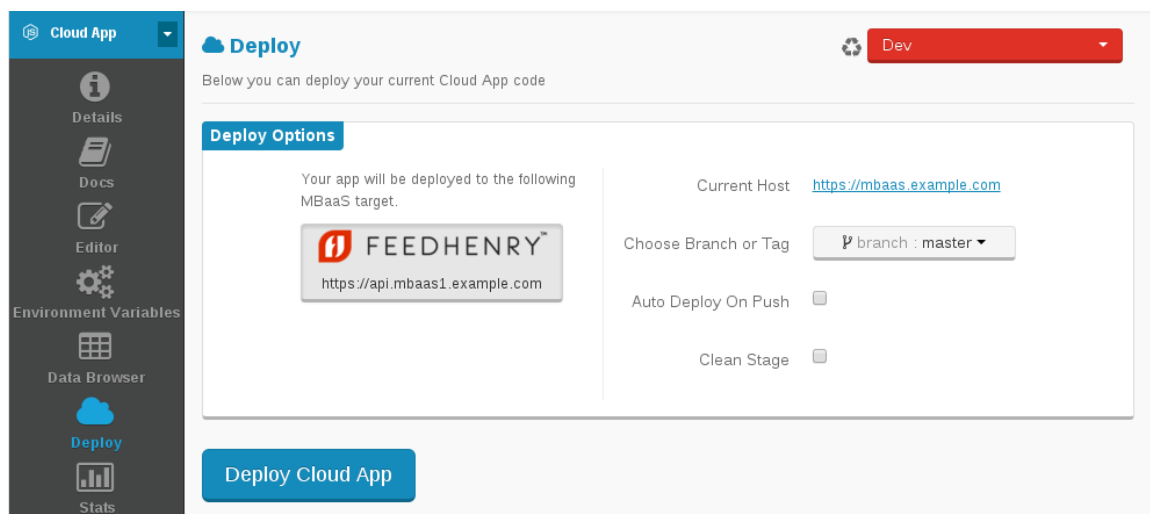 Cloud App
Details
Docs
Editor
Environment Variables
Data Browser
Deploy
Stats
Deploy
Dev
Below you can deploy your current Cloud App code
Deploy Options
Your app will be deployed to the following
MBaaS target.
FEEDHENRY™
https://api.mbaas1.example.com
Current Host https://mbaas.example.com
Choose Branch or Tag branch : master
Auto Deploy On Push
Clean Stage
Deploy Cloud App